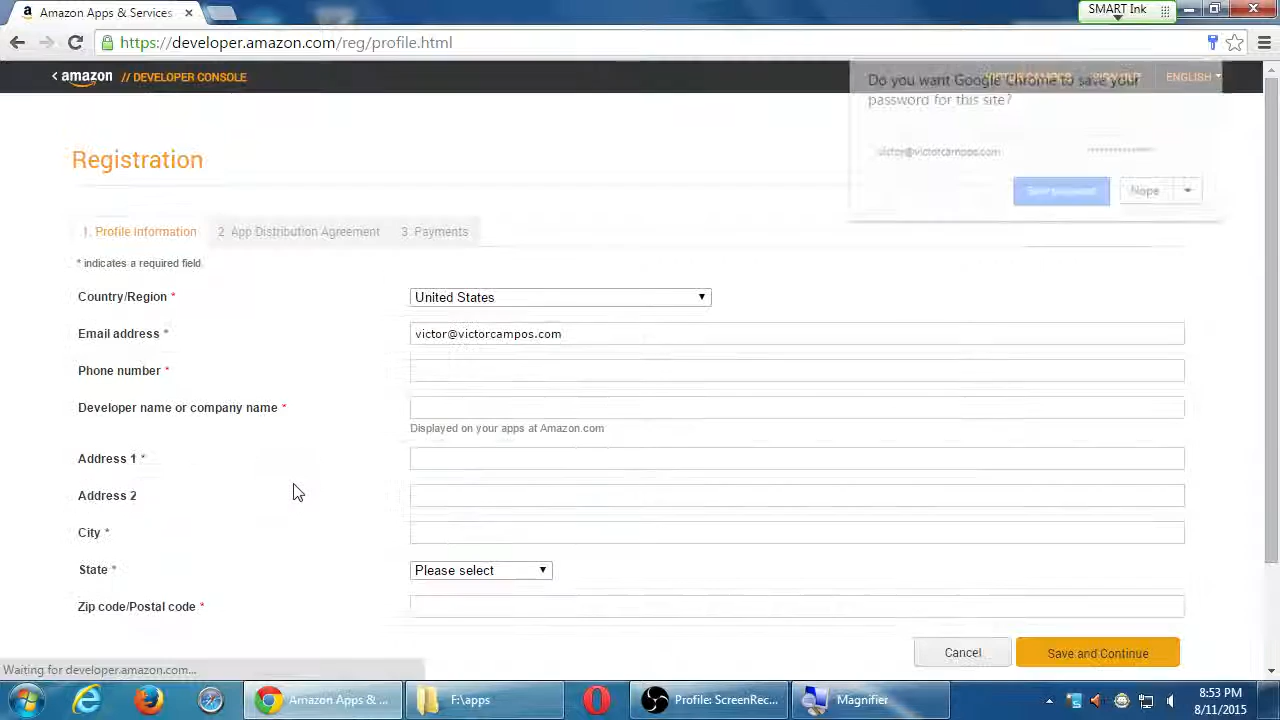 Amazon Apps & Services
SMART Ink
https://developer.amazon.com/reg/profile.html
< amazon // DEVELOPER CONSOLE
ENGLISH
Do you want Google Chrome to save your
password for this site?
victor@victorcampos.com
Save password
Nope
Registration
1. Profile Information
2 App Distribution Agreement
3 Payments
* indicates a required field.
Country/Region *
United States
Email address *
victor@victorcampos.com
Phone number *
Developer name or company name *
Displayed on your apps at Amazon.com
Address 1 *
Address 2
City *
State *
Please select
Zip code/Postal code *
Cancel
Save and Continue
Waiting for developer.amazon.com...
Amazon Apps & ...
F:\apps
Profile: ScreenRec...
Magnifier
8:53 PM
8/11/2015